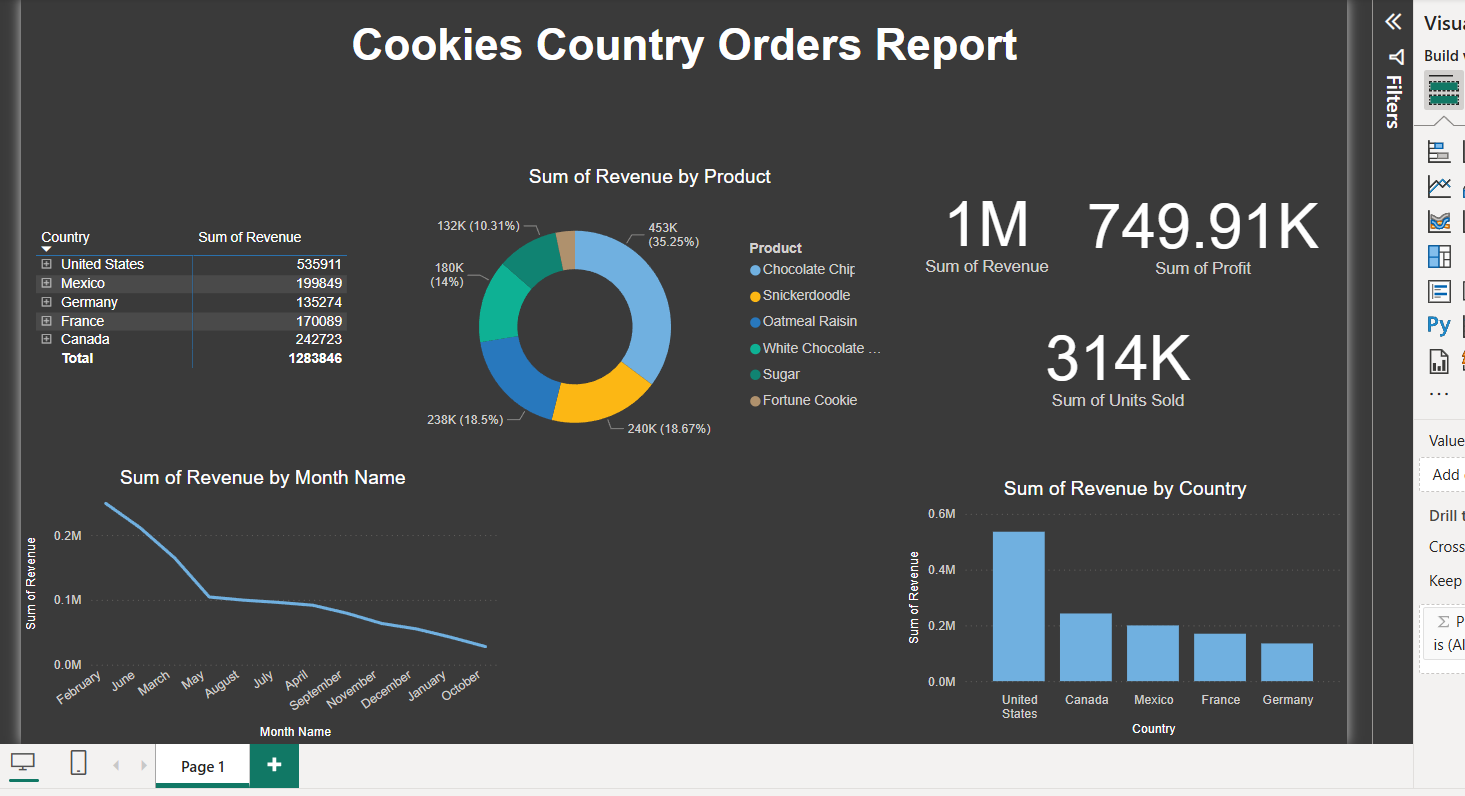 Cookies Country Orders Report
Filters
Build
Sum of Revenue by Product
Country Sum of Revenue
United States 535911
Mexico 199849
Germany 135274
France 170089
Canada 242723
Total 1283846
132K (10.31%)
453K
(35.25%)
180K
(14%)
238K (18.5%)
240K (18.67%)
Product
Chocolate Chip
Snickerdoodle
Oatmeal Raisin
White Chocolate ...
Sugar
Fortune Cookie
1M
Sum of Revenue
749.91K
Sum of Profit
314K
Sum of Units Sold
Sum of Revenue by Month Name
Sum of Revenue
0.2M
0.1M
0.0M
February June March May August July April September November December January October
Month Name
Sum of Revenue by Country
Sum of Revenue
0.6M
0.4M
0.2M
0.0M
United
States
Canada
Mexico
France
Germany
Country
Py
...
Value
Add
Drill
Cross
Keep
Σ P
is (Al
Page 1
+